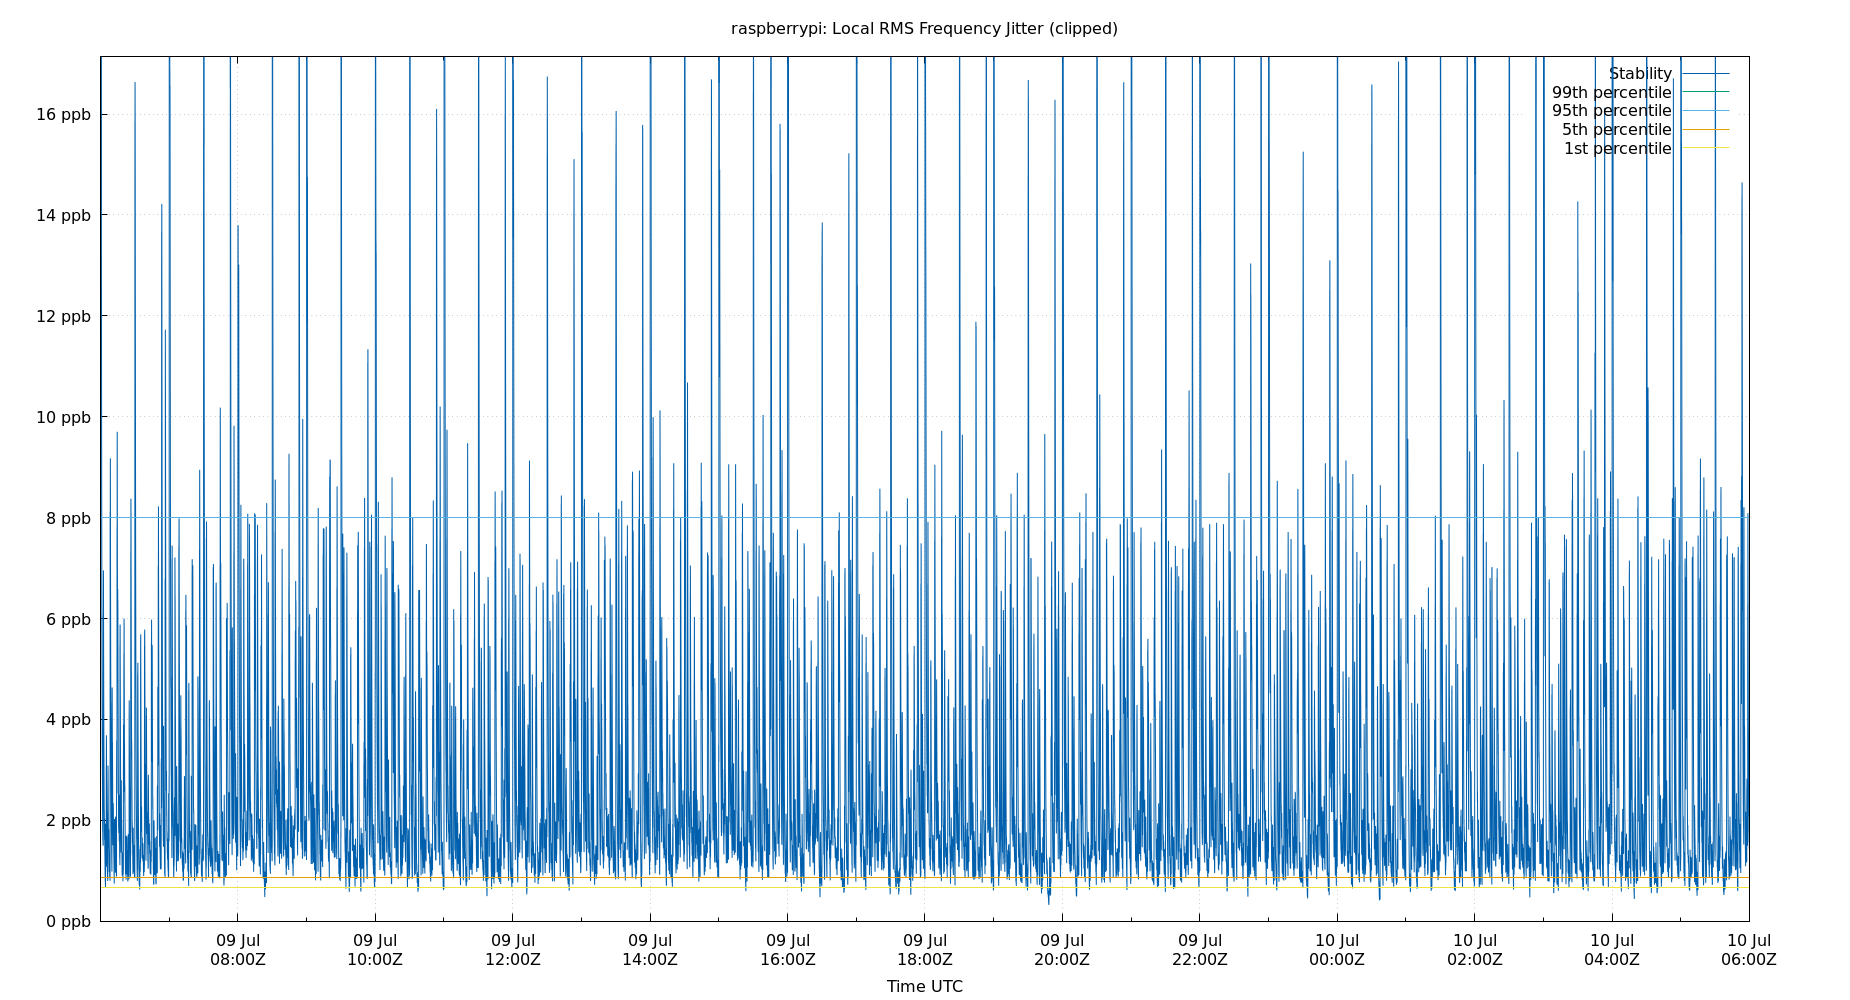 raspberrypi: Local RMS Frequency Jitter (clipped)
Stability
99th percentile
95th percentile
5th percentile
1st percentile
16 ppb
14 ppb
12 ppb
10 ppb
8 ppb
6 ppb
4 ppb
2 ppb
0 ppb
09 Jul 09 Jul 09 Jul 09 Jul 09 Jul 09 Jul 09 Jul 09 Jul 10 Jul 10 Jul 10 Jul 10 Jul
08:00Z 10:00Z 12:00Z 14:00Z 16:00Z 18:00Z 20:00Z 22:00Z 00:00Z 02:00Z 04:00Z 06:00Z
Time UTC